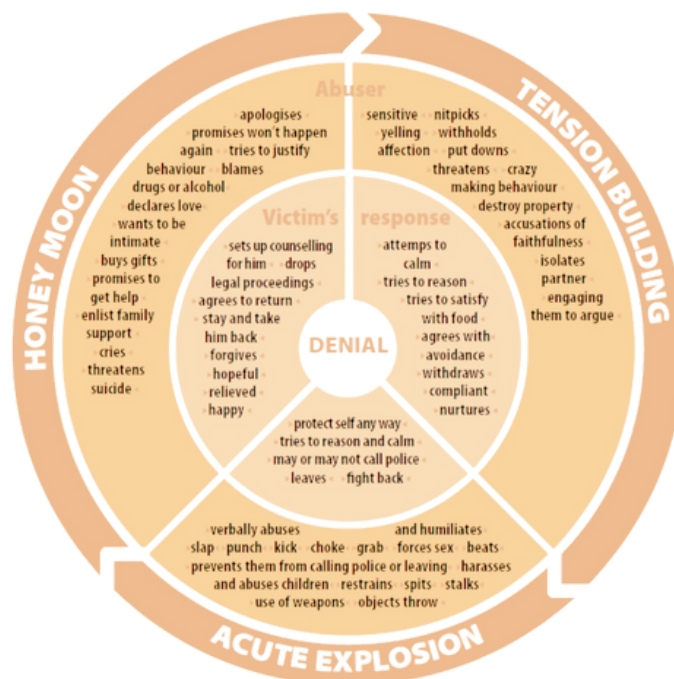 Abuser
HONEY MOON
apologises
promises won't happen
again tries to justify
behaviour blames
drugs or alcohol
declares love
wants to be
intimate
buys gifts
promises to
get help
enlist family
support
cries
threatens
suicide
TENSION BUILDING
sensitive nitpicks
yelling withholds
affection put downs
threatens crazy
making behaviour
destroy property
accusations of
faithfulness
isolates
partner
engaging
them to argue
Victim's response
sets up counselling
for him drops
legal proceedings
agrees to return
stay and take
him back
forgives
hopeful
relieved
happy
attemps to
calm
tries to reason
tries to satisfy
with food
agrees with
avoidance
withdraws
compliant
nurtures
DENIAL
protect self any way
tries to reason and calm
may or may not call police
leaves fight back
verbally abuses and humiliates
slap punch kick choke grab forces sex beats
prevents them from calling police or leaving harasses
and abuses children restrains spits stalks
use of weapons objects throw
ACUTE EXPLOSION